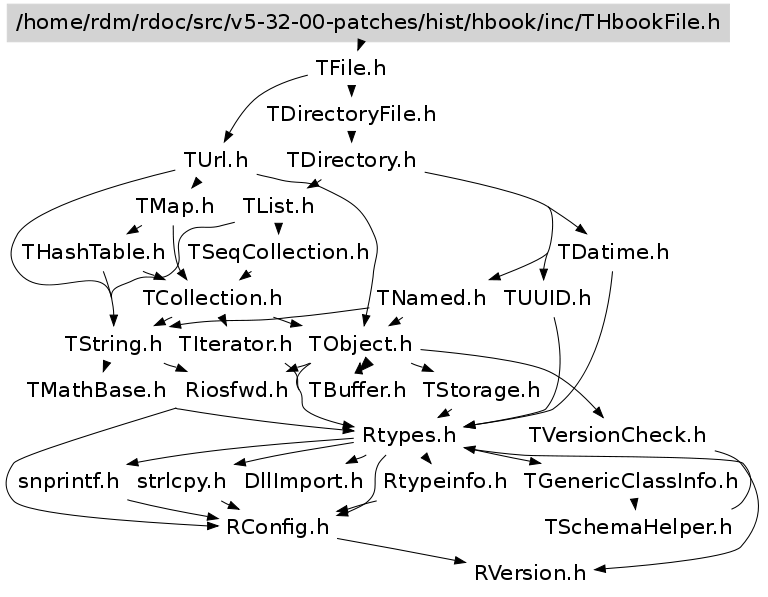 /home/rdm/rdoc/src/v5-32-00-patches/hist/hbook/inc/THbookFile.h
TFile.h
TDirectoryFile.h
TUrl.h TDirectory.h
TMap.h TList.h
THashTable.h TSeqCollection.h TDatime.h
TCollection.h TNamed.h TUUID.h
TString.h TIterator.h TObject.h
TMathBase.h Riosfwd.h TBuffer.h TStorage.h
Rtypes.h TVersionCheck.h
snprintf.h strlcpy.h DllImport.h Rtypeinfo.h TGenericClassInfo.h
RConfig.h TSchemaHelper.h
RVersion.h